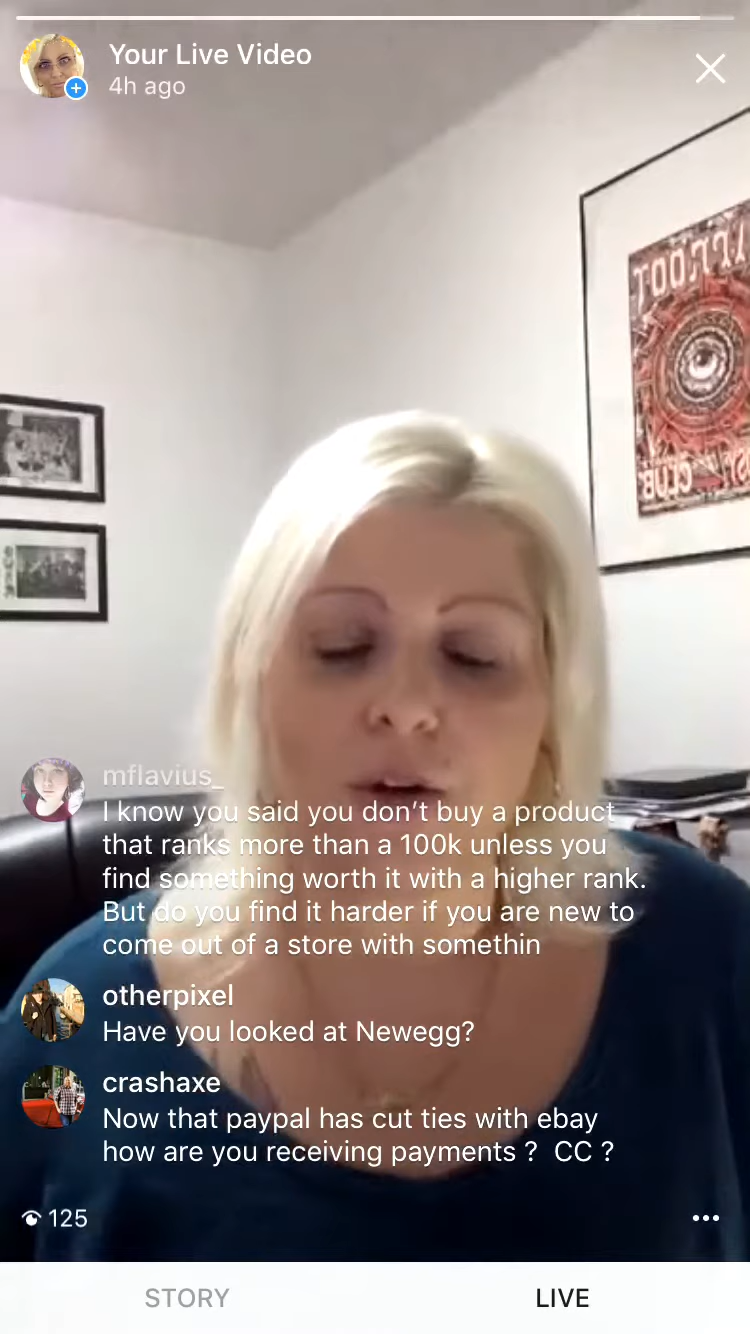 Your Live Video
4h ago
TOOT
CLUB
mflavius_
I know you said you don’t buy a product
that ranks more than a 100k unless you
find something worth it with a higher rank.
But do you find it harder if you are new to
come out of a store with somethin
otherpixel
Have you looked at Newegg?
crashaxe
Now that paypal has cut ties with ebay
how are you receiving payments ?  CC ?
125
STORY
LIVE